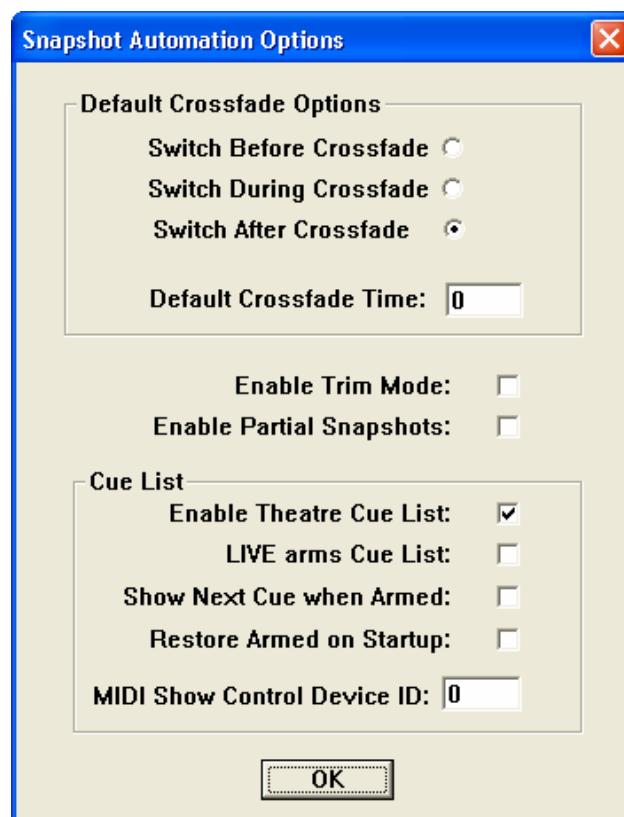 Snapshot Automation Options
Default Crossfade Options
Switch Before Crossfade
Switch During Crossfade
Switch After Crossfade
Default Crossfade Time: 0
Enable Trim Mode:
Enable Partial Snapshots:
Cue List
Enable Theatre Cue List:
LIVE arms Cue List:
Show Next Cue when Armed:
Restore Armed on Startup:
MIDI Show Control Device ID: 0
OK